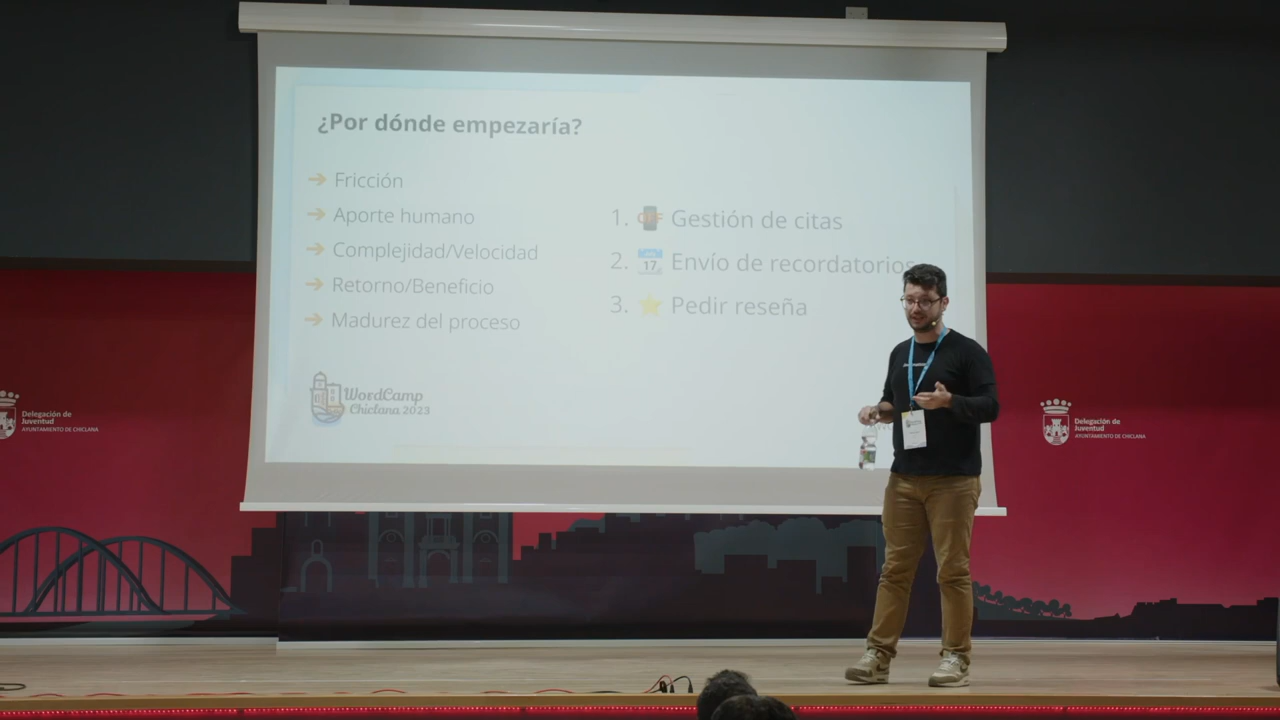 ¿Por dónde empezaría?
➔ Fricción
➔ Aporte humano
➔ Complejidad/Velocidad
➔ Retorno/Beneficio
➔ Madurez del proceso
1. Gestión de citas
2. 17 Envío de recordatorios
3. Pedir reseña
WordCamp
Chiclana 2023
Delegación de
Juventud
AYUNTAMIENTO DE CHICLANA
Delegación de
Juventud
AYUNTAMIENTO DE CHICLANA